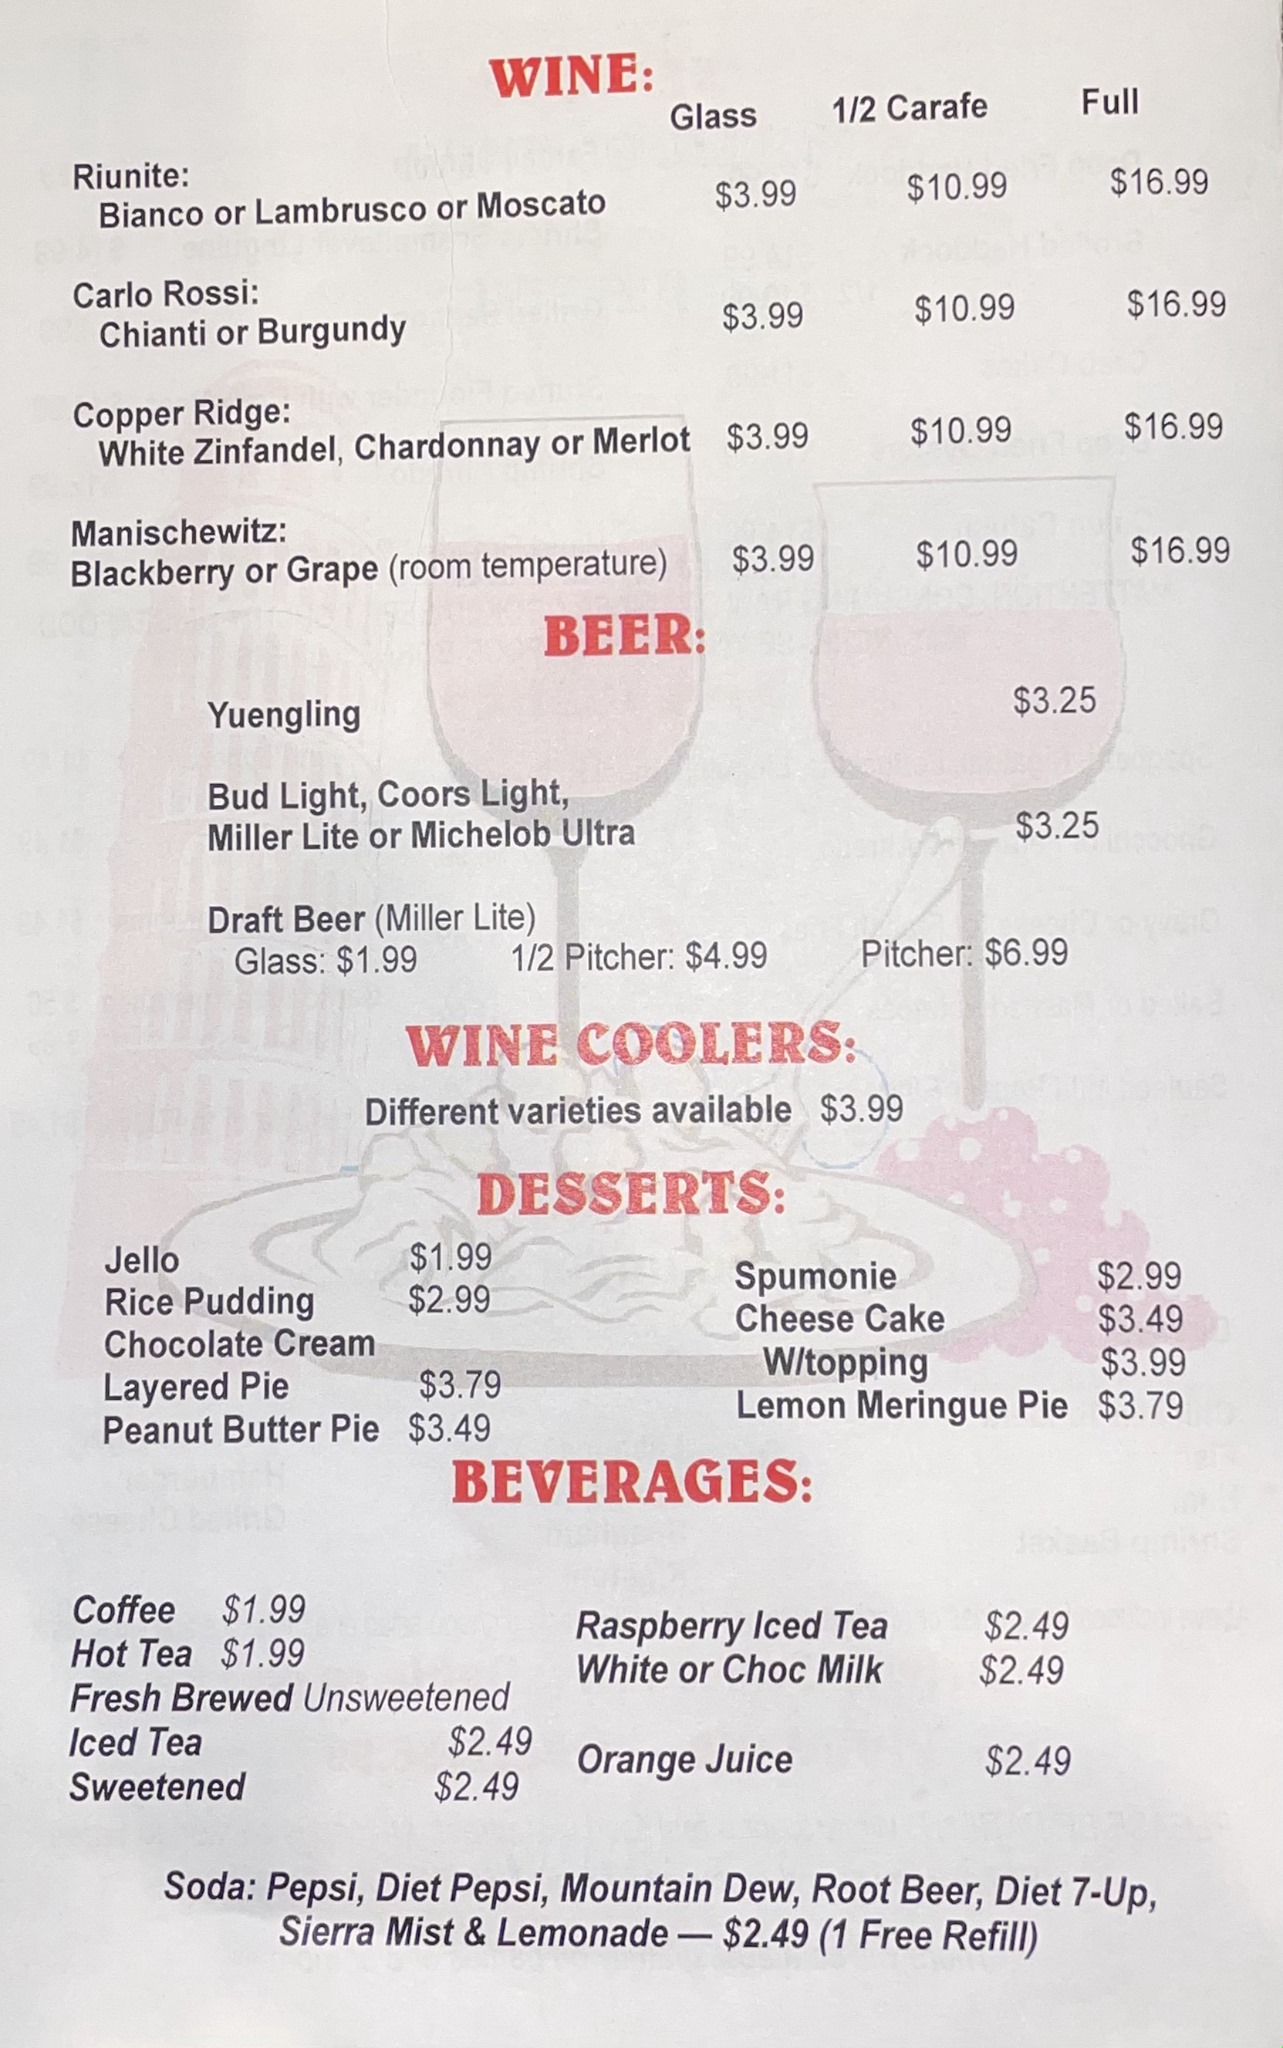 WINE:
Glass 1/2 Carafe Full
Riunite:
Bianco or Lambrusco or Moscato $3.99 $10.99 $16.99
Carlo Rossi:
Chianti or Burgundy $3.99 $10.99 $16.99
Copper Ridge:
White Zinfandel, Chardonnay or Merlot $3.99 $10.99 $16.99
Manischewitz:
Blackberry or Grape (room temperature) $3.99 $10.99 $16.99
BEER:
Yuengling $3.25
Bud Light, Coors Light,
Miller Lite or Michelob Ultra $3.25
Draft Beer (Miller Lite)
Glass: $1.99 1/2 Pitcher: $4.99 Pitcher: $6.99
WINE COOLERS:
Different varieties available $3.99
DESSERTS:
Jello $1.99
Rice Pudding $2.99
Chocolate Cream
Layered Pie $3.79
Peanut Butter Pie $3.49
Spumonie $2.99
Cheese Cake $3.49
W/topping $3.99
Lemon Meringue Pie $3.79
BEVERAGES:
Coffee $1.99
Hot Tea $1.99
Fresh Brewed Unsweetened
Iced Tea $2.49
Sweetened $2.49
Raspberry Iced Tea $2.49
White or Choc Milk $2.49
Orange Juice $2.49
Soda: Pepsi, Diet Pepsi, Mountain Dew, Root Beer, Diet 7-Up,
Sierra Mist & Lemonade — $2.49 (1 Free Refill)